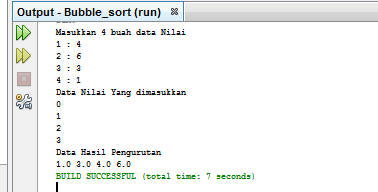 Output - Bubble_sort (run)
Masukkan 4 buah data Nilai
1 : 4
2 : 6
3 : 3
4 : 1
Data Nilai Yang dimasukkan
0
1
2
3
Data Hasil Pengurutan
1.0 3.0 4.0 6.0
BUILD SUCCESSFUL (total time: 7 seconds)